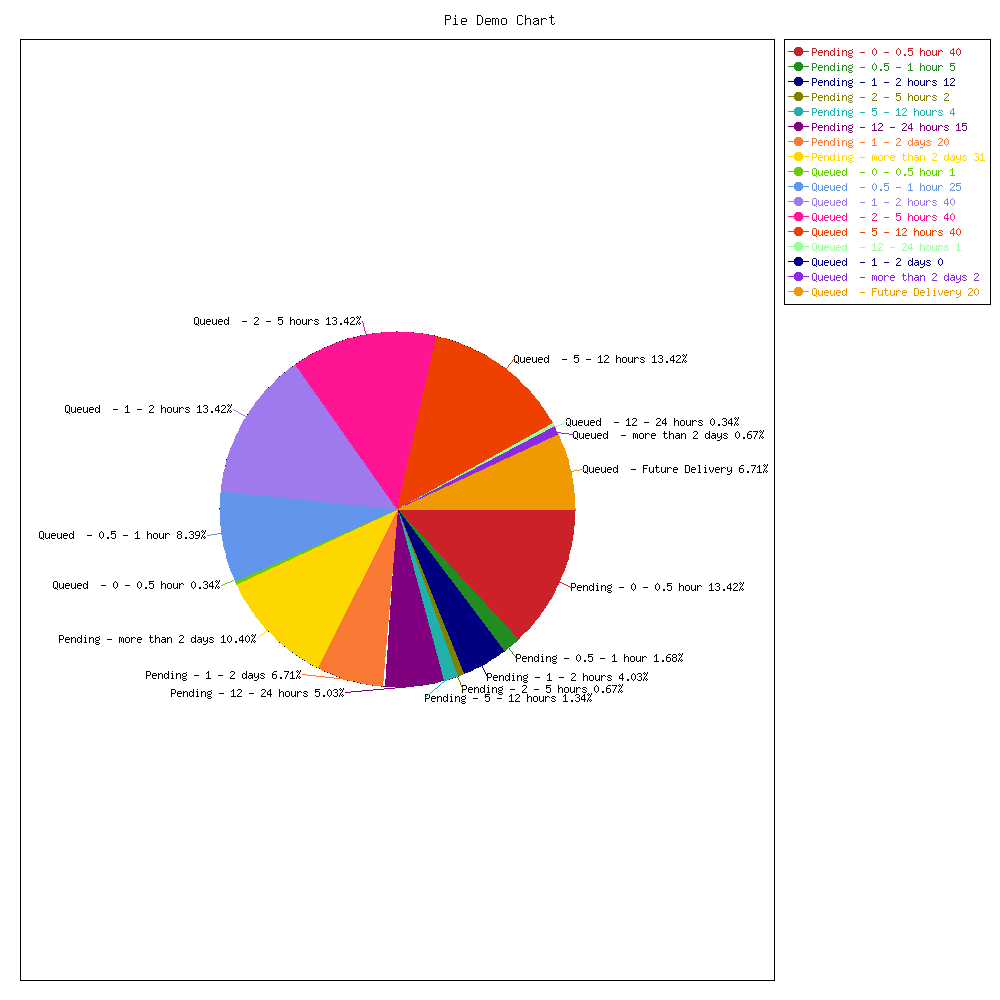 Pie Demo Chart
Pending - 0 - 0.5 hour 40
Pending - 0.5 - 1 hour 5
Pending - 1 - 2 hours 12
Pending - 2 - 5 hours 2
Pending - 5 - 12 hours 4
Pending - 12 - 24 hours 15
Pending - 1 - 2 days 20
Pending - more than 2 days 31
Queued  - 0 - 0.5 hour 1
Queued  - 0.5 - 1 hour 25
Queued  - 1 - 2 hours 40
Queued  - 2 - 5 hours 40
Queued  - 5 - 12 hours 40
Queued  - 12 - 24 hours 1
Queued  - 1 - 2 days 0
Queued  - more than 2 days 2
Queued  - Future Delivery 20
Queued  - 2 - 5 hours 13.42%
Queued  - 5 - 12 hours 13.42%
Queued  - 1 - 2 hours 13.42%
Queued  - 12 - 24 hours 0.34%
Queued  - more than 2 days 0.67%
Queued  - Future Delivery 6.71%
Queued  - 0.5 - 1 hour 8.39%
Queued  - 0 - 0.5 hour 0.34%
Pending - 0 - 0.5 hour 13.42%
Pending - more than 2 days 10.40%
Pending - 0.5 - 1 hour 1.68%
Pending - 1 - 2 days 6.71%
Pending - 1 - 2 hours 4.03%
Pending - 2 - 5 hours 0.67%
Pending - 12 - 24 hours 5.03%
Pending - 5 - 12 hours 1.34%